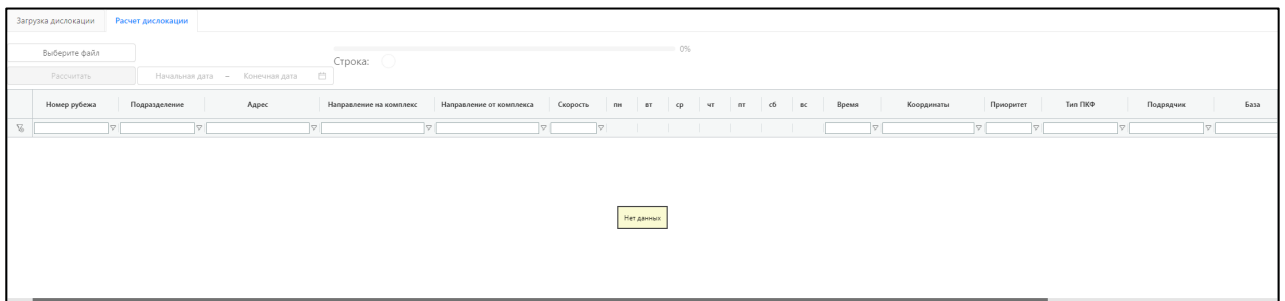 Загрузка дислокации Расчет дислокации
Выберите файл
0%
Строка:
Рассчитать Начальная дата – Конечная дата
Номер рубежа Подразделение Адрес Направление на комплекс Направление от комплекса Скорость пн вт ср чт пт сб вс Время Координаты Приоритет Тип ПКФ Подрядчик База
Нет данных